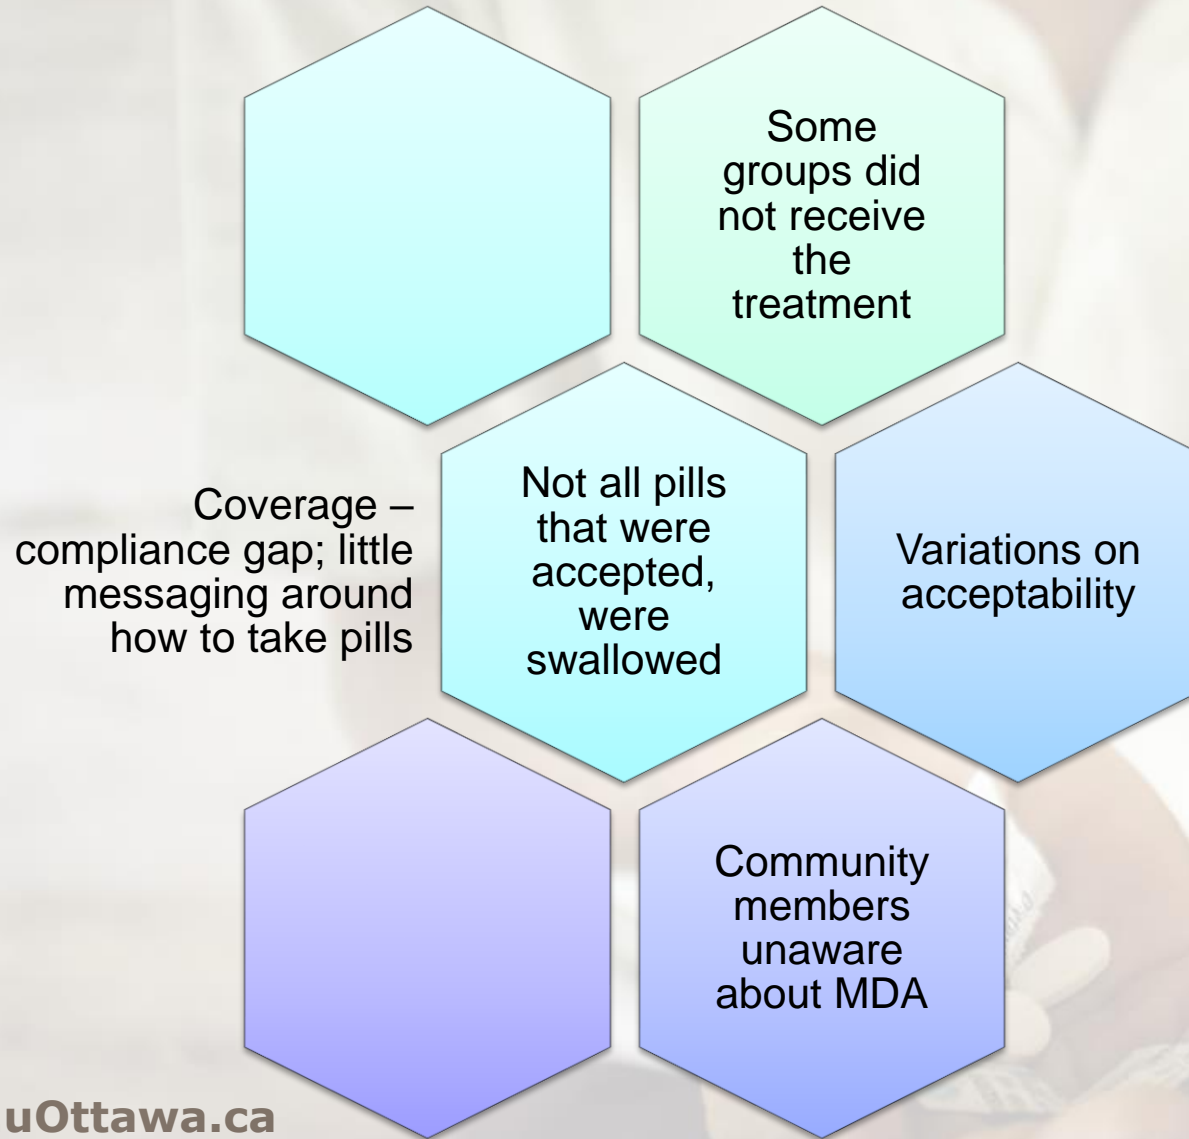 Some
groups did
not receive
the
treatment
Coverage –
compliance gap; little
messaging around
how to take pills
Not all pills
that were
accepted,
were
swallowed
Variations on
acceptability
Community
members
unaware
about MDA
uOttawa.ca